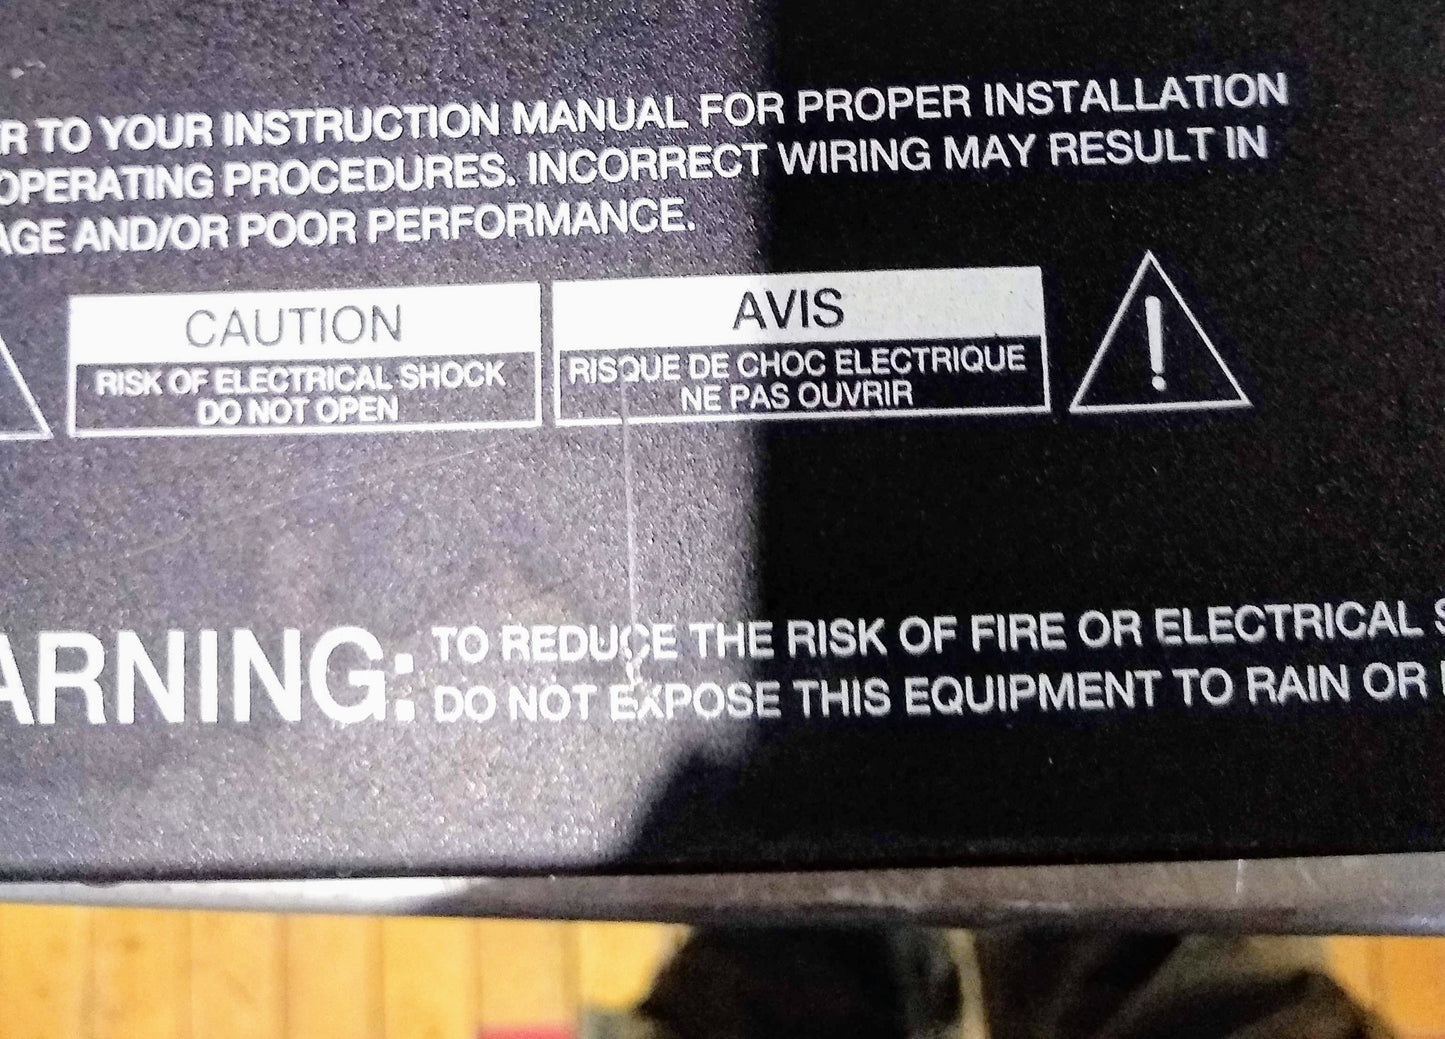 R TO YOUR INSTRUCTION MANUAL FOR PROPER INSTALLATION
OPERATING PROCEDURES. INCORRECT WIRING MAY RESULT IN
AGE AND/OR POOR PERFORMANCE.
CAUTION
RISK OF ELECTRICAL SHOCK
DO NOT OPEN
AVIS
RISQUE DE CHOC ELECTRIQUE
NE PAS OUVRIR
!
ARNING:
TO REDUCE THE RISK OF FIRE OR ELECTRICAL S
DO NOT EXPOSE THIS EQUIPMENT TO RAIN OR